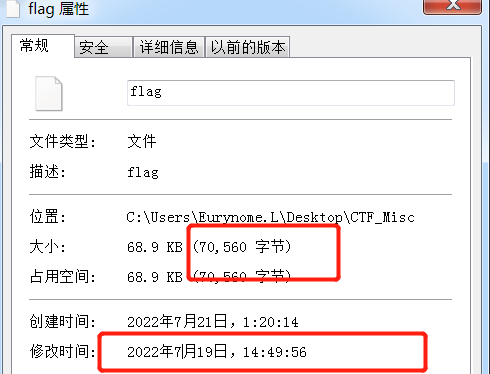 flag 属性
常规 安全 详细信息 以前的版本
flag
文件类型: 文件
描述: flag
位置: C:\Users\Eurynome.L\Desktop\CTF_Misc
大小: 68.9 KB (70,560 字节)
占用空间: 68.9 KB (70,560 字节)
创建时间: 2022年7月21日，1:20:14
修改时间: 2022年7月19日，14:49:56